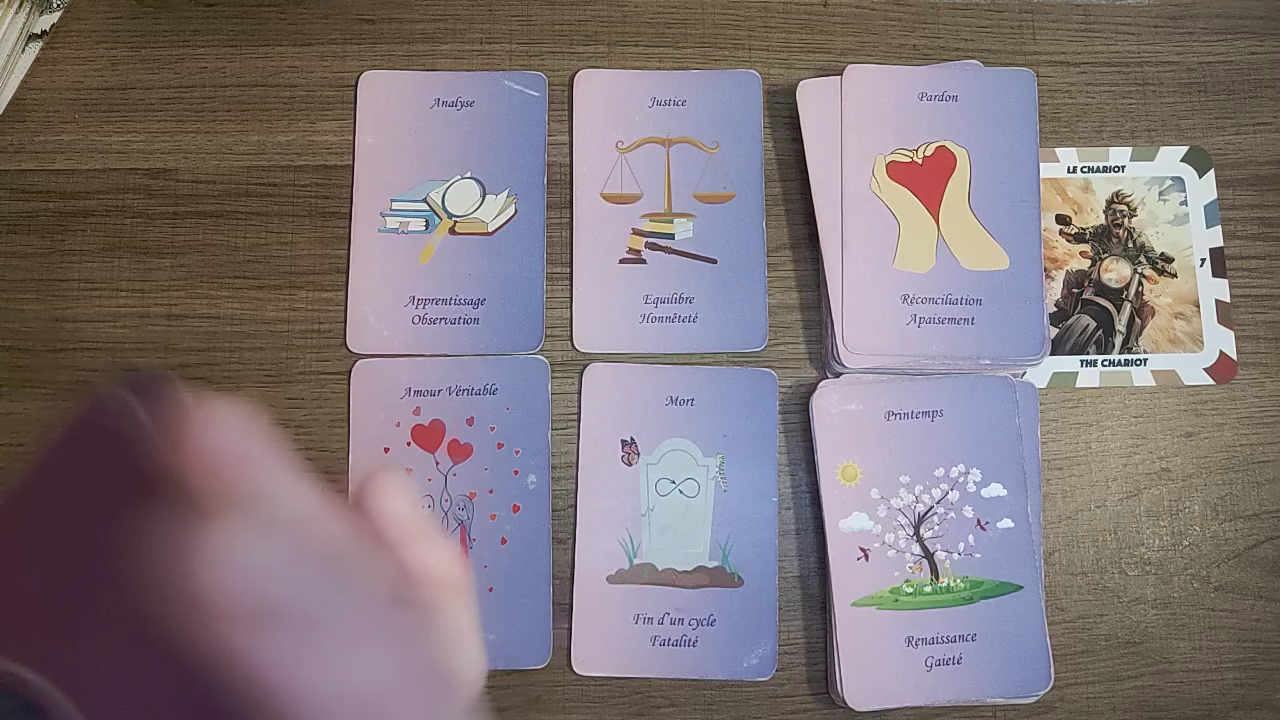 Analyse
Apprentissage
Observation
Justice
Equilibre
Honnêteté
Pardon
Réconciliation
Apaisement
LE CHARIOT
7
THE CHARIOT
Amour Véritable
Mort
Fin d'un cycle
Fatalité
Printemps
Renaissance
Gaieté